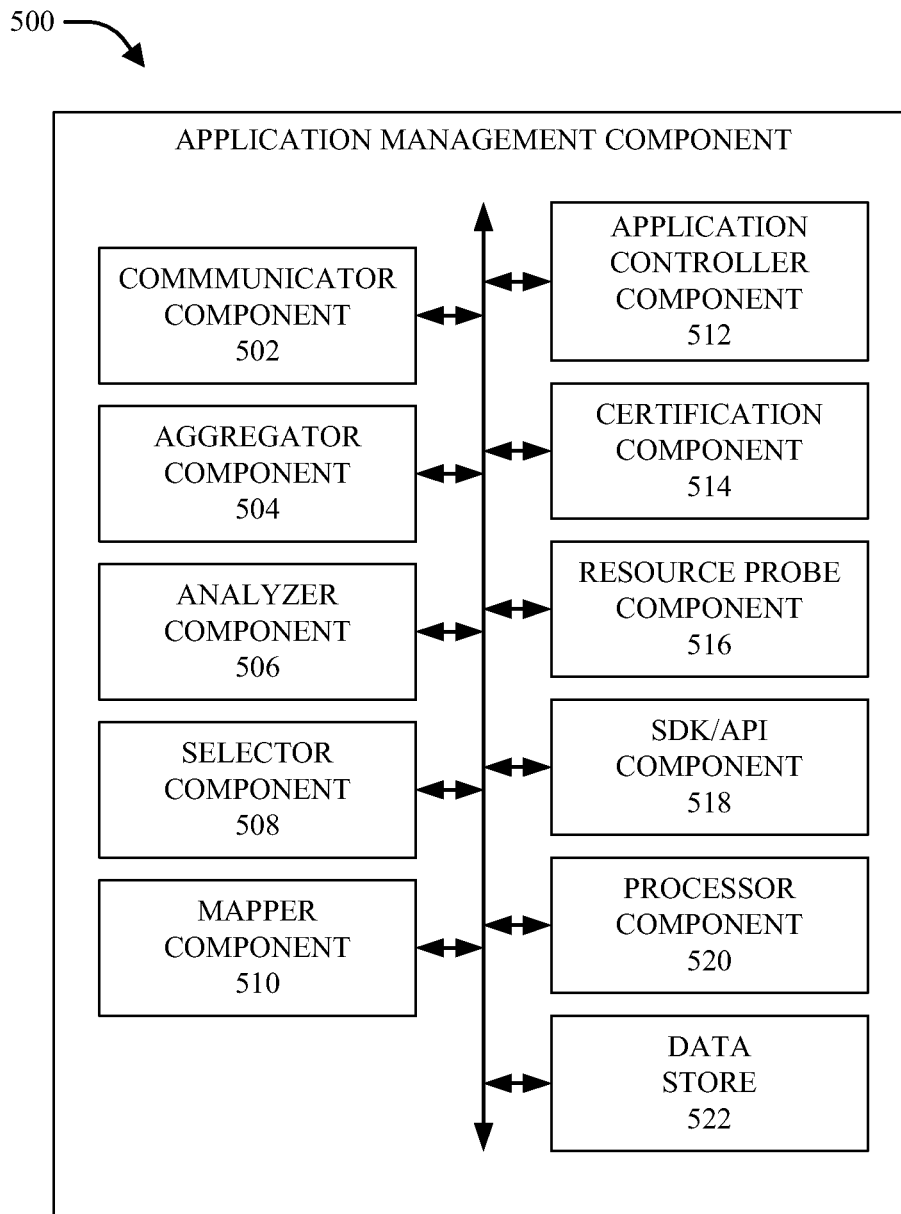 500
APPLICATION MANAGEMENT COMPONENT
COMMMUNICATOR
COMPONENT
502
AGGREGATOR
COMPONENT
504
ANALYZER
COMPONENT
506
SELECTOR
COMPONENT
508
MAPPER
COMPONENT
510
APPLICATION
CONTROLLER
COMPONENT
512
CERTIFICATION
COMPONENT
514
RESOURCE PROBE
COMPONENT
516
SDK/API
COMPONENT
518
PROCESSOR
COMPONENT
520
DATA
STORE
522